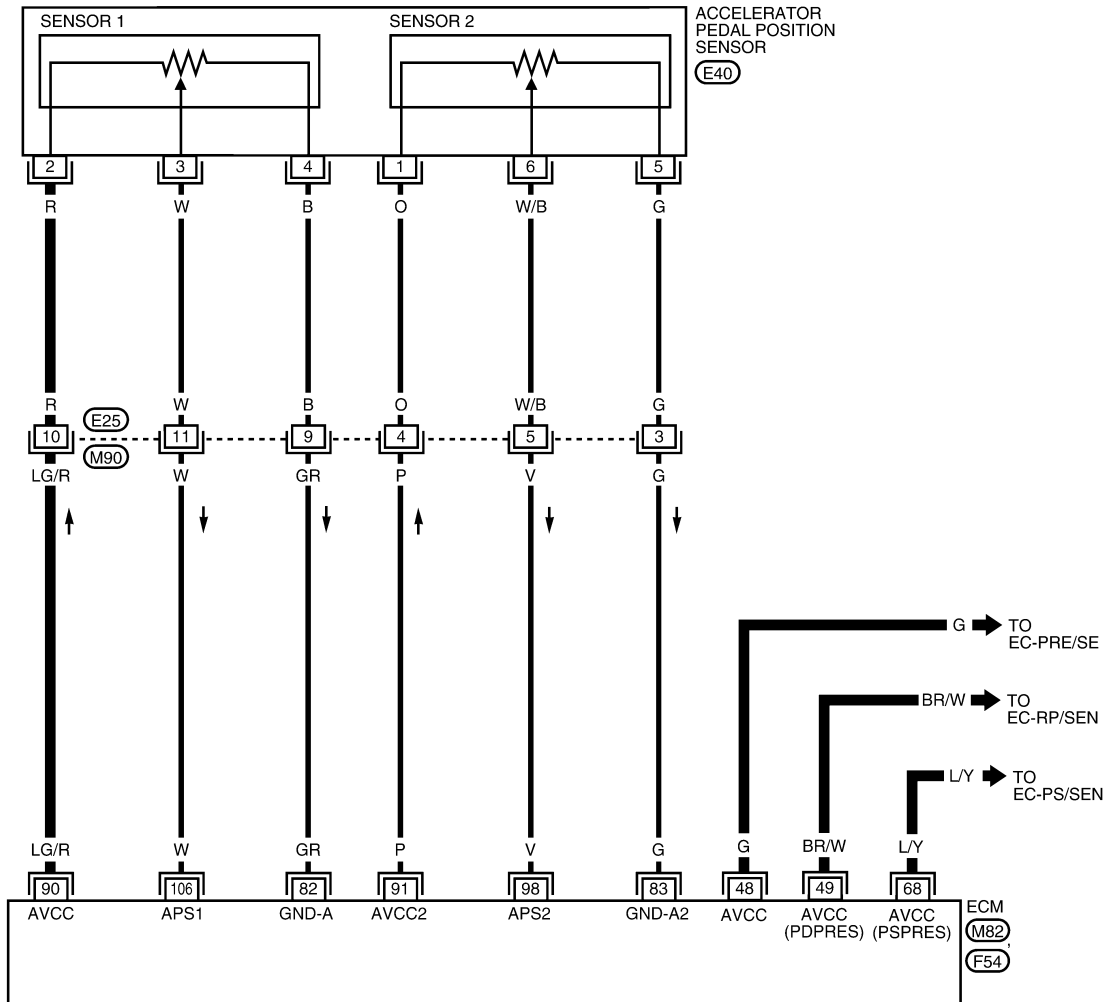 SENSOR 1
SENSOR 2
ACCELERATOR
PEDAL POSITION
SENSOR
E40
2 3 4 1 6 5
R W B O W/B G
R W B O W/B G
E25
10 11 9 4 5 3
M90
LG/R W GR P V G
G TO
EC-PRE/SE
BR/W TO
EC-RP/SEN
L/Y TO
EC-PS/SEN
LG/R W GR P V G G BR/W L/Y
90 106 82 91 98 83 48 49 68
AVCC APS1 GND-A AVCC2 APS2 GND-A2 AVCC AVCC AVCC
(PDPRES) (PSPRES)
ECM
M82 ,
F54